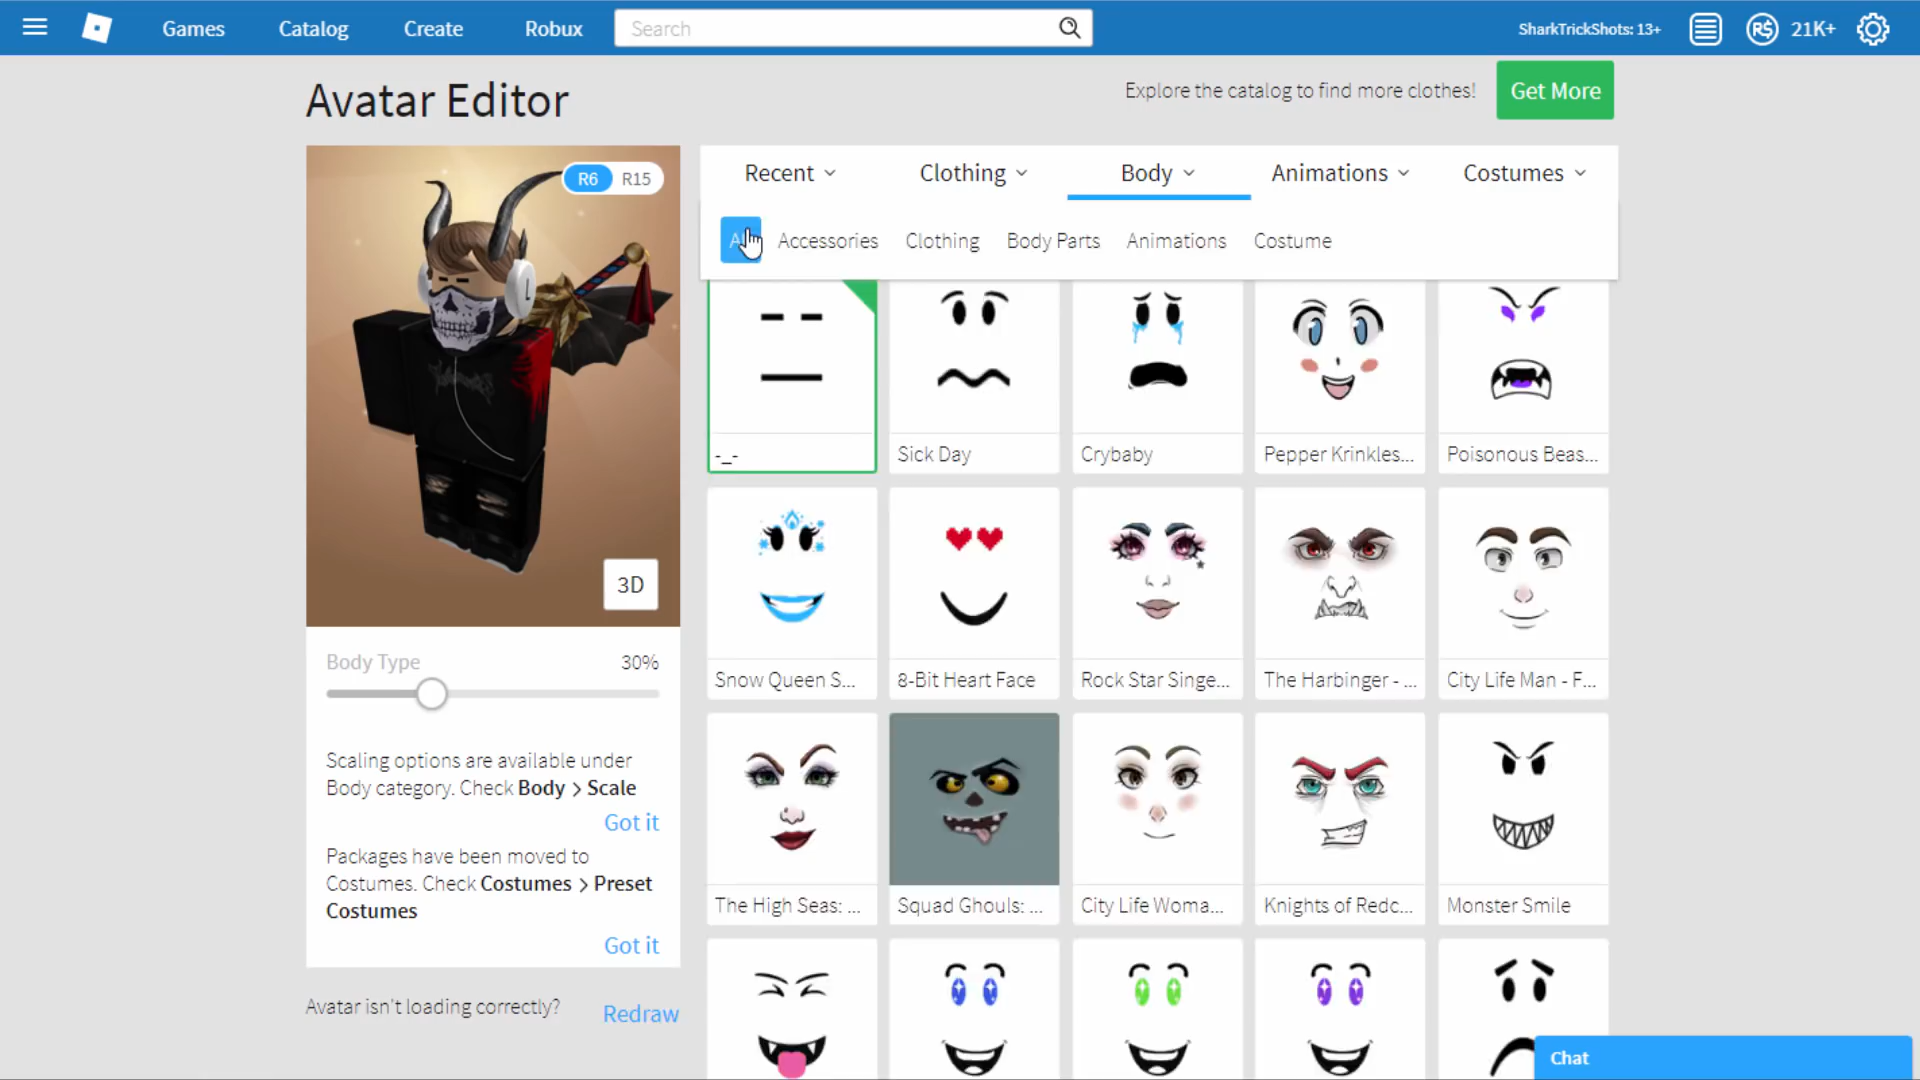 Games Catalog Create Robux Search SharkTrickShots: 13+ R$ 21K+
Avatar Editor
Explore the catalog to find more clothes! Get More
R6 R15
Recent Clothing Body Animations Costumes
Accessories Clothing Body Parts Animations Costume
L
3D
-_- Sick Day Crybaby Pepper Krinkles... Poisonous Beas...
Snow Queen S... 8-Bit Heart Face Rock Star Singe... The Harbinger - ... City Life Man - F...
The High Seas: ... Squad Ghouls: ... City Life Woma... Knights of Redc... Monster Smile
Body Type 30%
Scaling options are available under
Body category. Check Body > Scale
Got it
Packages have been moved to
Costumes. Check Costumes > Preset
Costumes
Got it
Avatar isn't loading correctly? Redraw
Chat